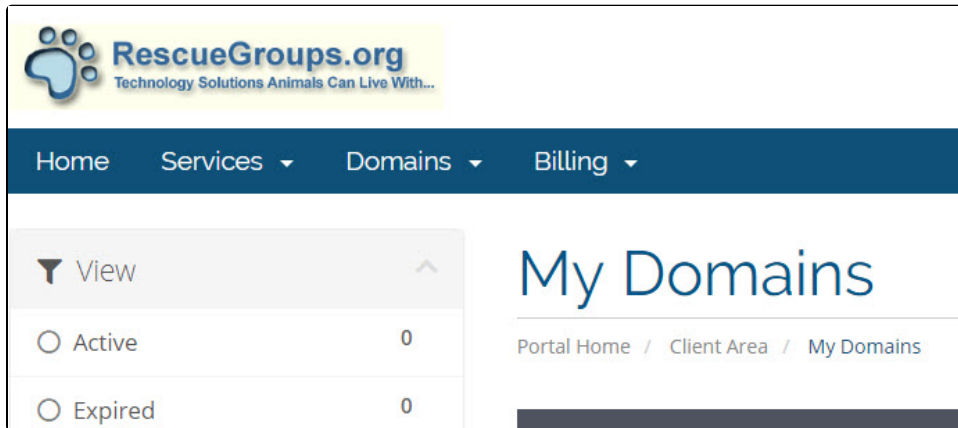 RescueGroups.org
Technology Solutions Animals Can Live With...
Home Services Domains Billing
View
Active 0
Expired 0
My Domains
Portal Home / Client Area / My Domains